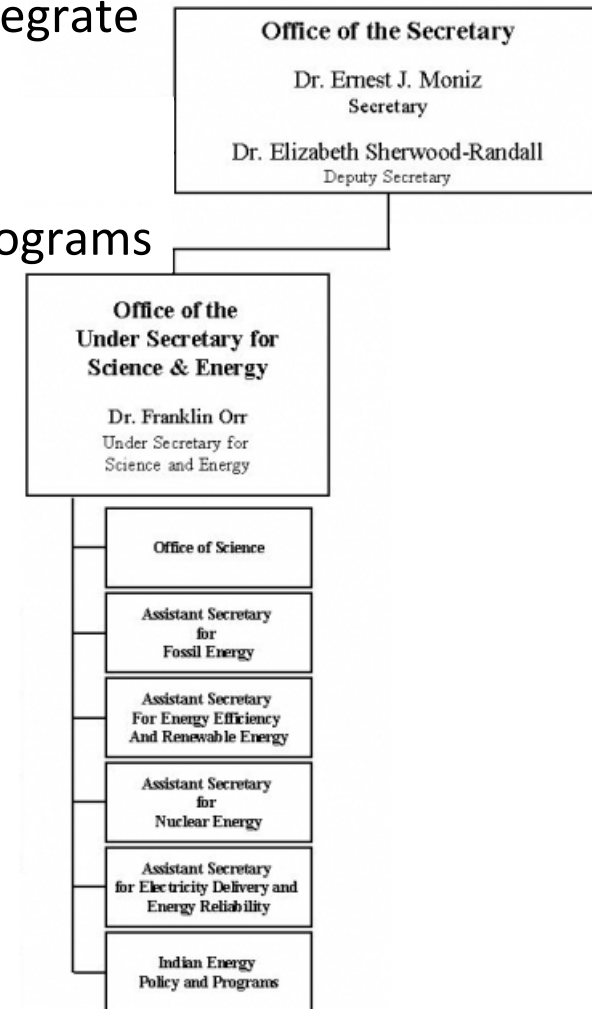 egrate
Office of the Secretary
Dr. Ernest J. Moniz
Secretary
Dr. Elizabeth Sherwood-Randall
Deputy Secretary
ograms
Office of the
Under Secretary for
Science & Energy
Dr. Franklin Orr
Under Secretary for
Science and Energy
Office of Science
Assistant Secretary
for
Fossil Energy
Assistant Secretary
For Energy Efficiency
And Renewable Energy
Assistant Secretary
for
Nuclear Energy
Assistant Secretary
for Electricity Delivery and
Energy Reliability
Indian Energy
Policy and Programs